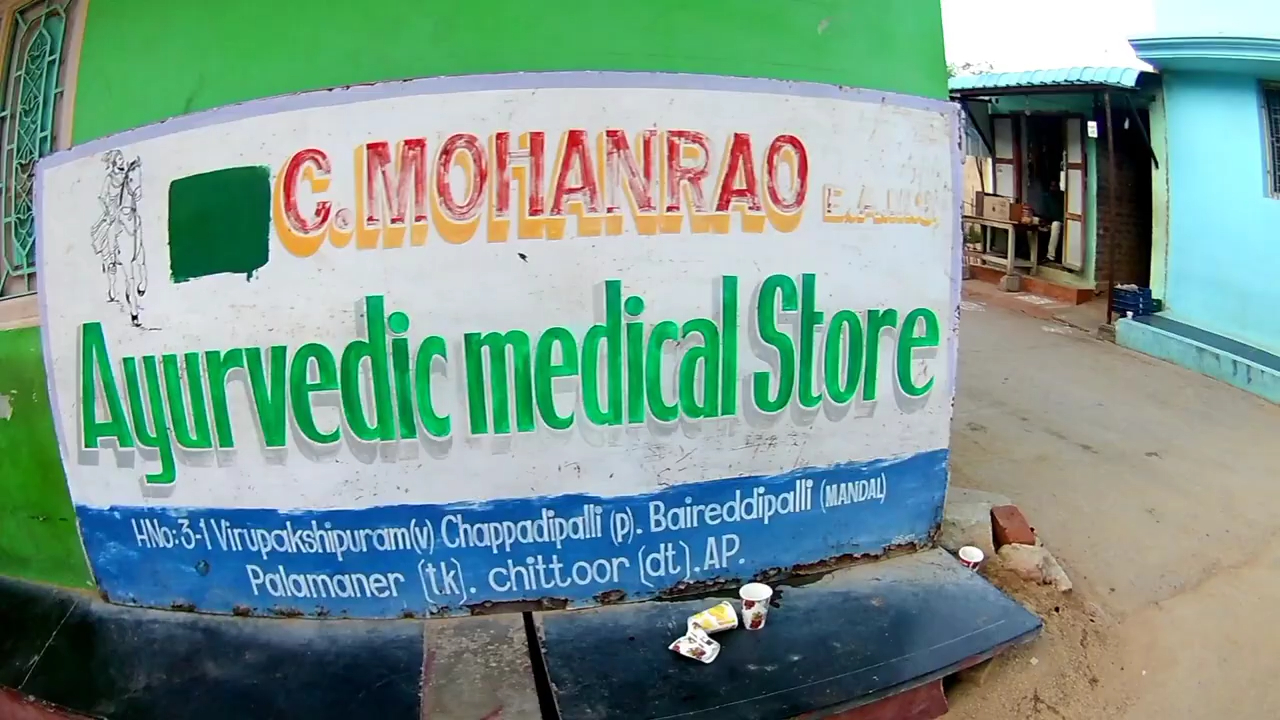 C.MOHANRAO E.A.M.S,
Ayurvedic medical Store
HNo:3-1 Virupakshipuram(v) Chappadipalli (p). Baireddipalli (MANDAL)
Palamaner (tk). chittoor (dt).AP.